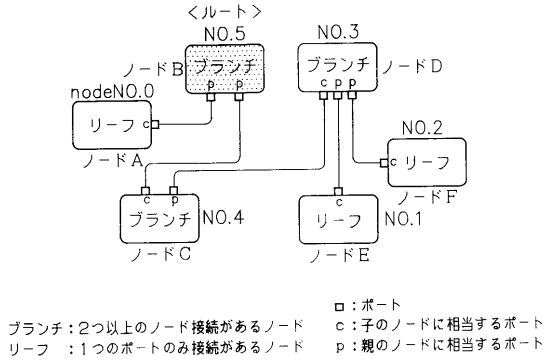 <ルート>
NO.5
ノードB
ブランチ
p p
NO.3
ブランチ
ノードD
c p p
nodeNO.0
リーフ c
ノードA
NO.2
c リーフ
ノードF
c p
ブランチ
NO.4
ノードC
c
リーフ
NO.1
ノードE
ブランチ:2つ以上のノード接続があるノード
リーフ :1つのポートのみ接続があるノード
□:ポート
c:子のノードに相当するポート
p:親のノードに相当するポート